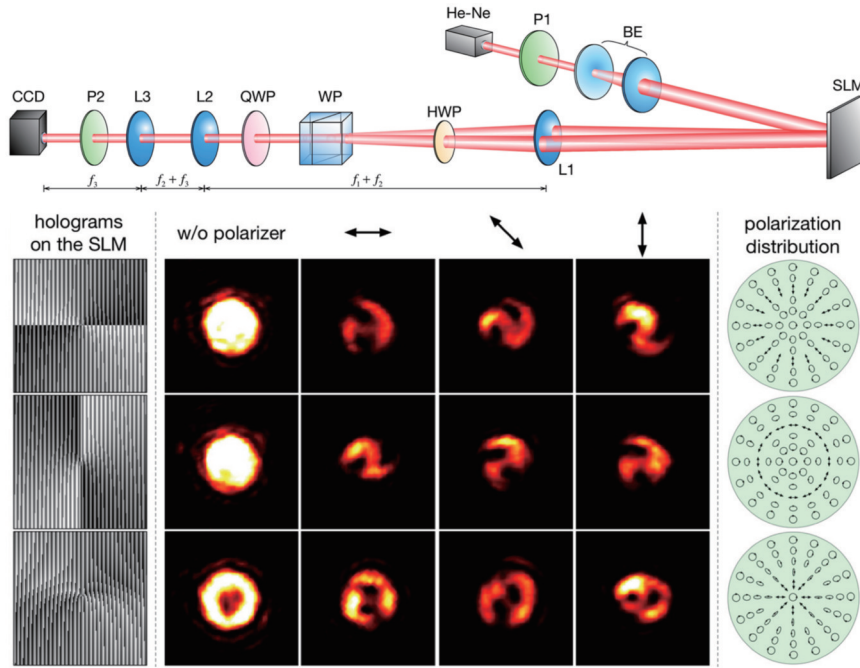 He-Ne
P1
BE
SLM
CCD
P2
L3
L2
QWP
WP
HWP
L1
f₃
f₂ + f₃
f₁ + f₂
holograms
on the SLM
w/o polarizer
polarization
distribution